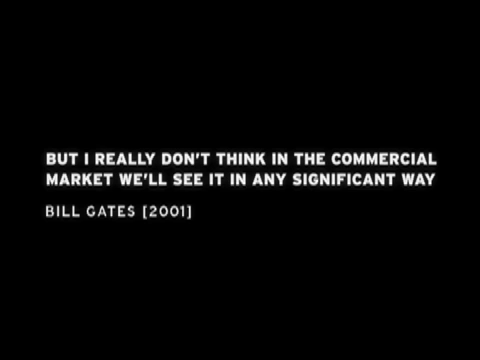 BUT I REALLY DON'T THINK IN THE COMMERCIAL
MARKET WE'LL SEE IT IN ANY SIGNIFICANT WAY
BILL GATES [2001]